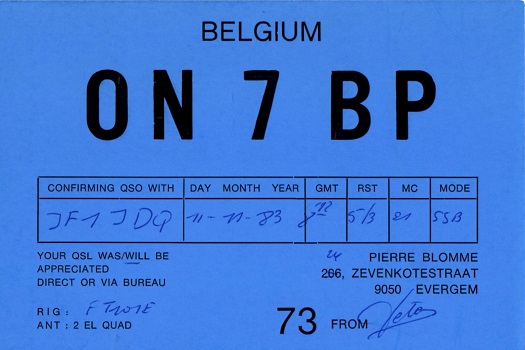 BELGIUM
ON 7 BP
CONFIRMING QSO WITH DAY MONTH YEAR GMT RST MC MODE
JF1 JDQ 11-11-83 5/3 21 SSB
YOUR QSL WAS/WILL BE
APPRECIATED
DIRECT OR VIA BUREAU
RIG:
ANT: 2 EL QUAD
PIERRE BLOMME
266, ZEVENKOTESTRAAT
9050 EVERGEM
73 FROM